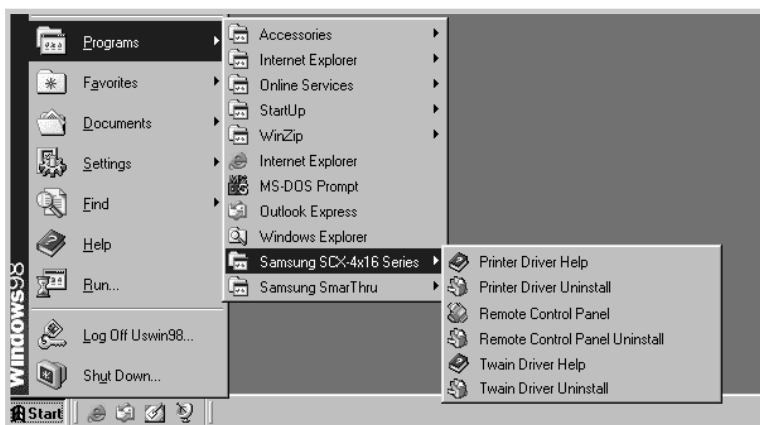 Programs
Favorites
Documents
Settings
Find
Help
Run...
Log Off Uswin98...
Shut Down...
Windows98
Start
Accessories
Internet Explorer
Online Services
StartUp
WinZip
Internet Explorer
MS-DOS Prompt
Outlook Express
Windows Explorer
Samsung SCX-4x16 Series
Samsung SmarThru
Printer Driver Help
Printer Driver Uninstall
Remote Control Panel
Remote Control Panel Uninstall
Twain Driver Help
Twain Driver Uninstall